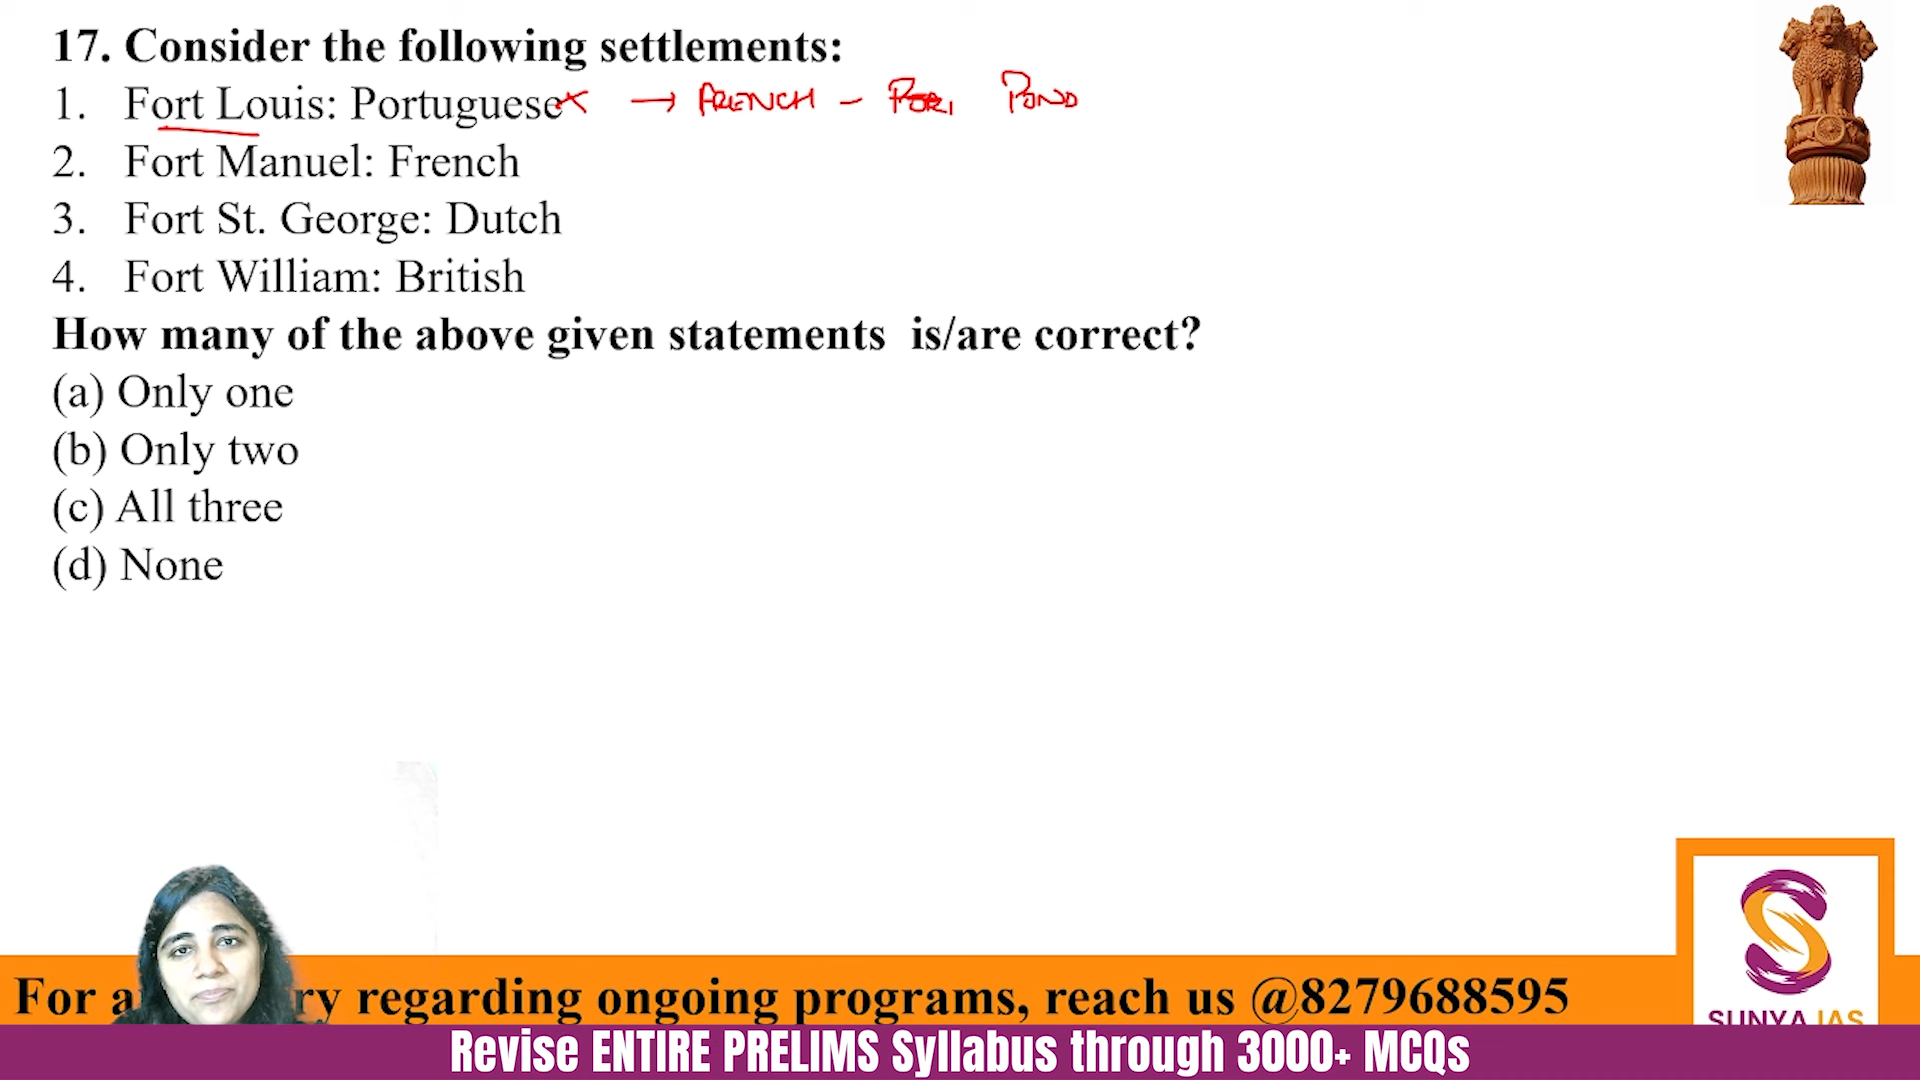 17. Consider the following settlements:
1. Fort Louis: Portuguese x → FRENCH - POND
2. Fort Manuel: French
3. Fort St. George: Dutch
4. Fort William: British
How many of the above given statements is/are correct?
(a) Only one
(b) Only two
(c) All three
(d) None
For a ry regarding ongoing programs, reach us @8279688595
SUNYA IAS
Revise ENTIRE PRELIMS Syllabus through 3000+ MCQs